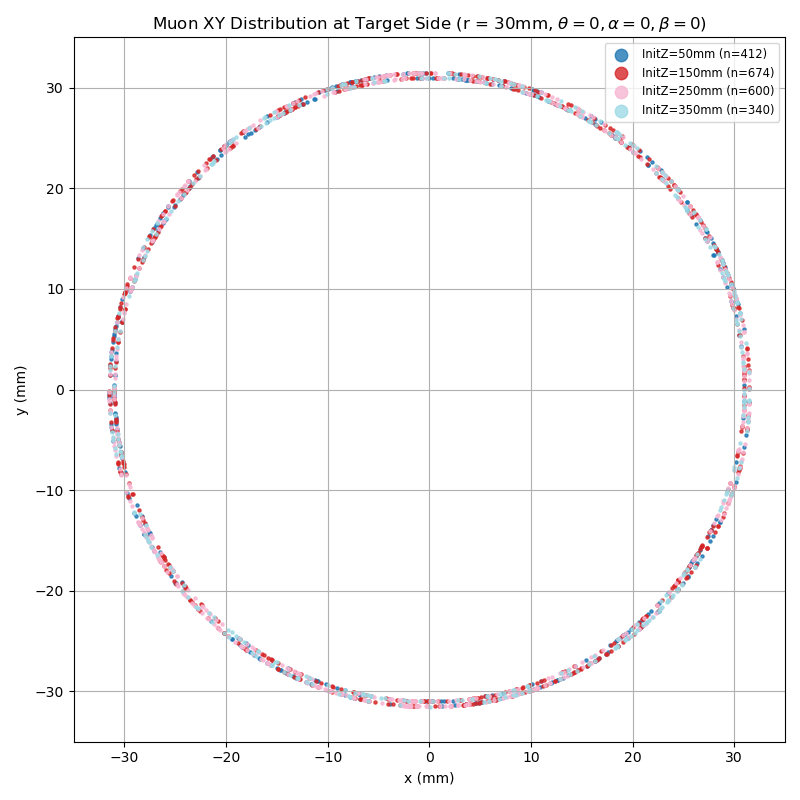 Muon XY Distribution at Target Side (r = 30mm, θ = 0, α = 0, β = 0)
InitZ=50mm (n=412)
InitZ=150mm (n=674)
InitZ=250mm (n=600)
InitZ=350mm (n=340)
30
20
10
0
−10
−20
−30
y (mm)
−30 −20 −10 0 10 20 30
x (mm)